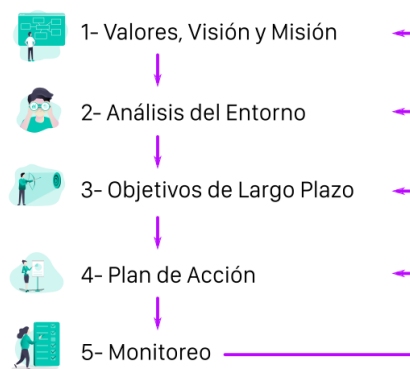 1- Valores, Visión y Misión
2- Análisis del Entorno
3- Objetivos de Largo Plazo
4- Plan de Acción
5- Monitoreo